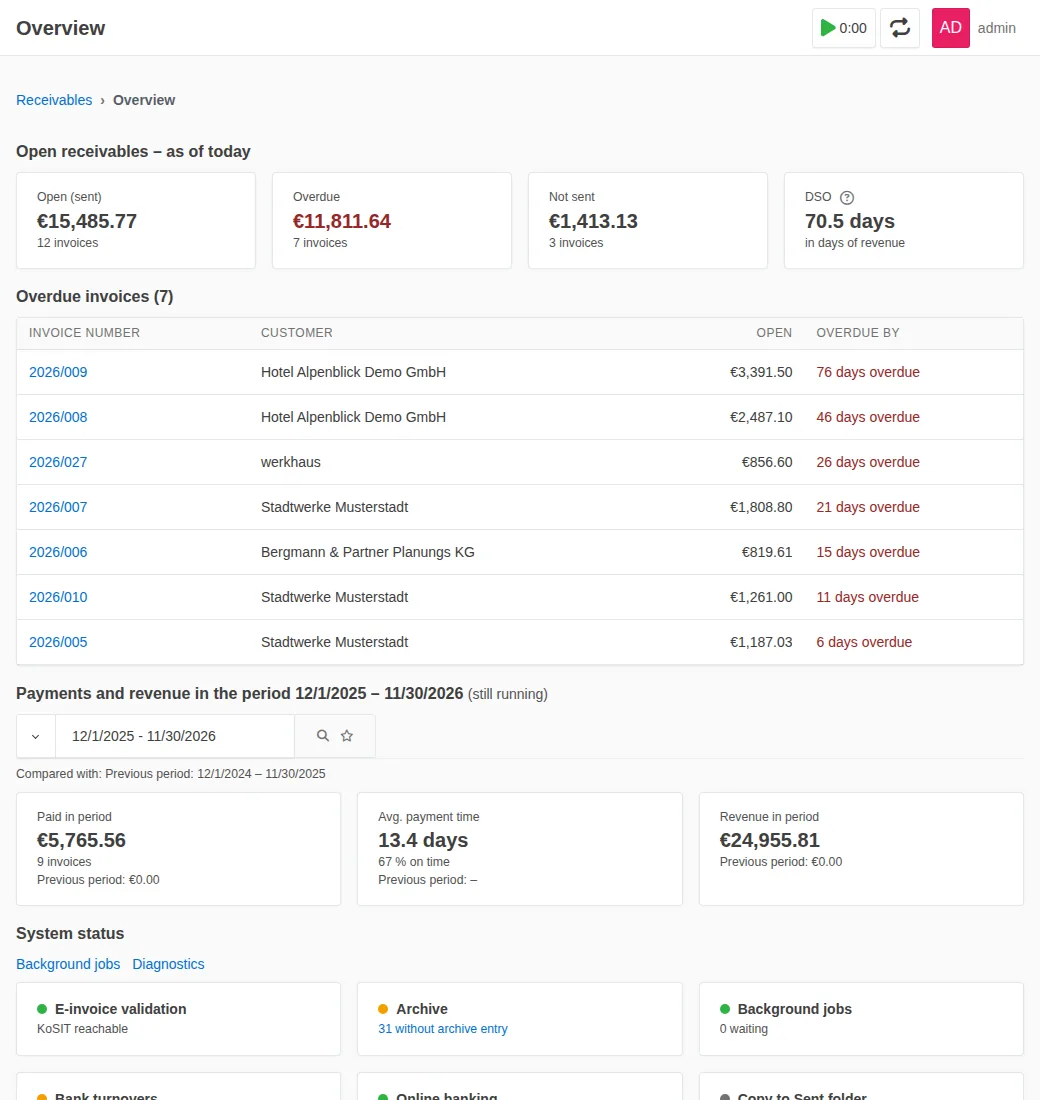 Overview
0:00
AD
admin
Receivables › Overview
Open receivables – as of today
Open (sent)
€15,485.77
12 invoices
Overdue
€11,811.64
7 invoices
Not sent
€1,413.13
3 invoices
DSO ?
70.5 days
in days of revenue
Overdue invoices (7)
INVOICE NUMBER CUSTOMER OPEN OVERDUE BY
2026/009 Hotel Alpenblick Demo GmbH €3,391.50 76 days overdue
2026/008 Hotel Alpenblick Demo GmbH €2,487.10 46 days overdue
2026/027 werkhaus €856.60 26 days overdue
2026/007 Stadtwerke Musterstadt €1,808.80 21 days overdue
2026/006 Bergmann & Partner Planungs KG €819.61 15 days overdue
2026/010 Stadtwerke Musterstadt €1,261.00 11 days overdue
2026/005 Stadtwerke Musterstadt €1,187.03 6 days overdue
Payments and revenue in the period 12/1/2025 – 11/30/2026 (still running)
12/1/2025 - 11/30/2026
Compared with: Previous period: 12/1/2024 – 11/30/2025
Paid in period
€5,765.56
9 invoices
Previous period: €0.00
Avg. payment time
13.4 days
67 % on time
Previous period: –
Revenue in period
€24,955.81
Previous period: €0.00
System status
Background jobs Diagnostics
E-invoice validation
KoSIT reachable
Archive
31 without archive entry
Background jobs
0 waiting
Bank turnovers
Online banking
Copy to Sent folder